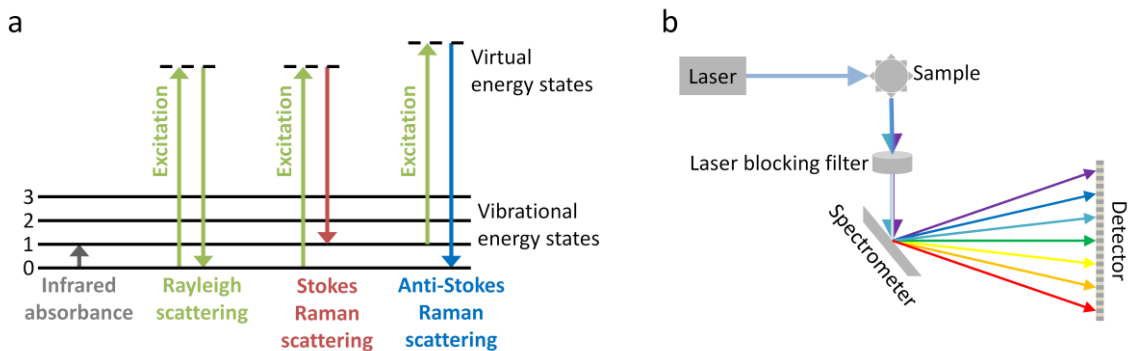 a
Virtual
energy states
Excitation
Excitation
Excitation
3
2
1
0
Vibrational
energy states
Infrared
absorbance
Rayleigh
scattering
Stokes
Raman
scattering
Anti-Stokes
Raman
scattering
b
Laser
Sample
Laser blocking filter
Spectrometer
Detector